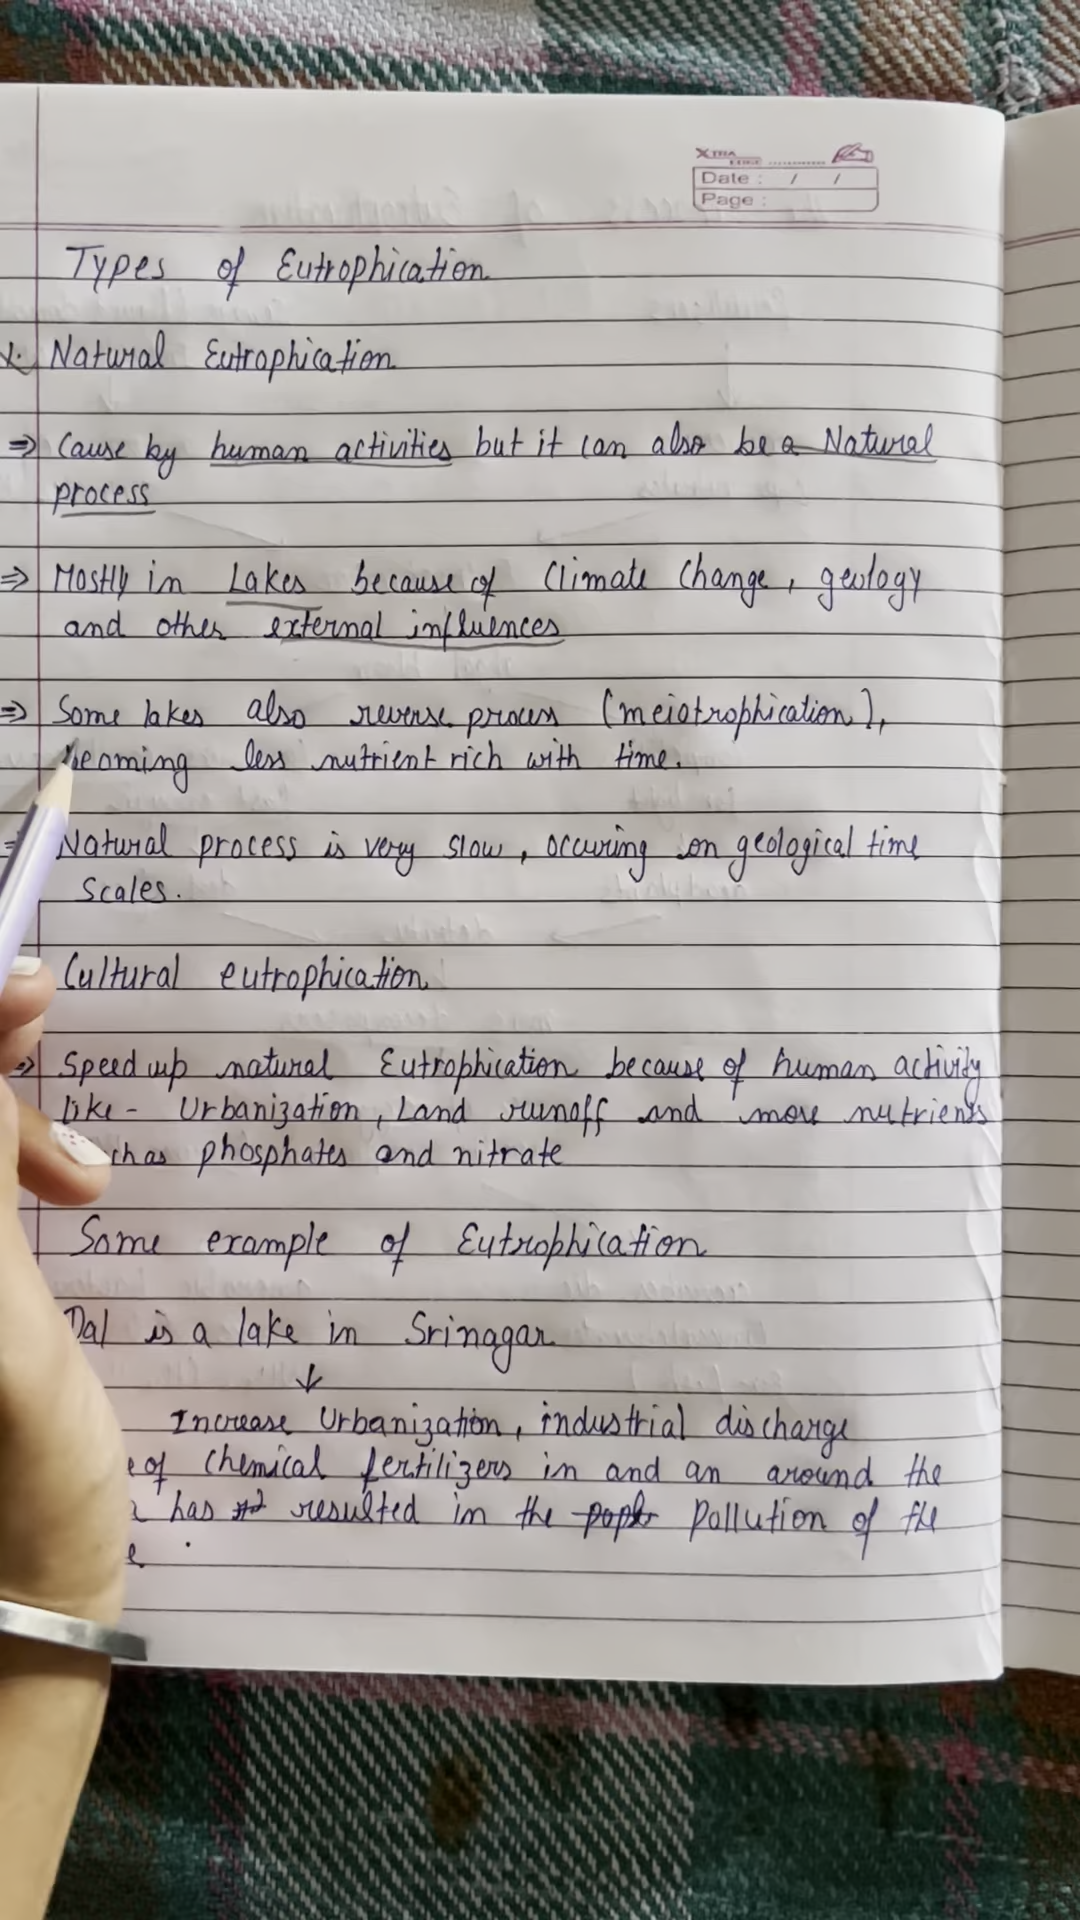 XTRA EDGE
Date : / /
Page :
Types of Eutrophication
Natural Eutrophication
⇒ Cause by human activities but it can also be a Natural
process
⇒ Mostly in Lakes because of Climate Change, geology
and other external influences
⇒ Some lakes also reverse process (meiotrophication),
beoming less nutrient rich with time.
Natural process is very slow, occuring on geological time
Scales.
Cultural eutrophication
⇒ Speed up natural Eutrophication because of human activity
like - Urbanization, Land runoff and more nutrients
phosphates and nitrate
Some example of Eutrophication
Dal is a lake in Srinagar
↓
Increase Urbanization, industrial discharge
of Chemical fertilizers in and an around the
has resulted in the Pollution of the